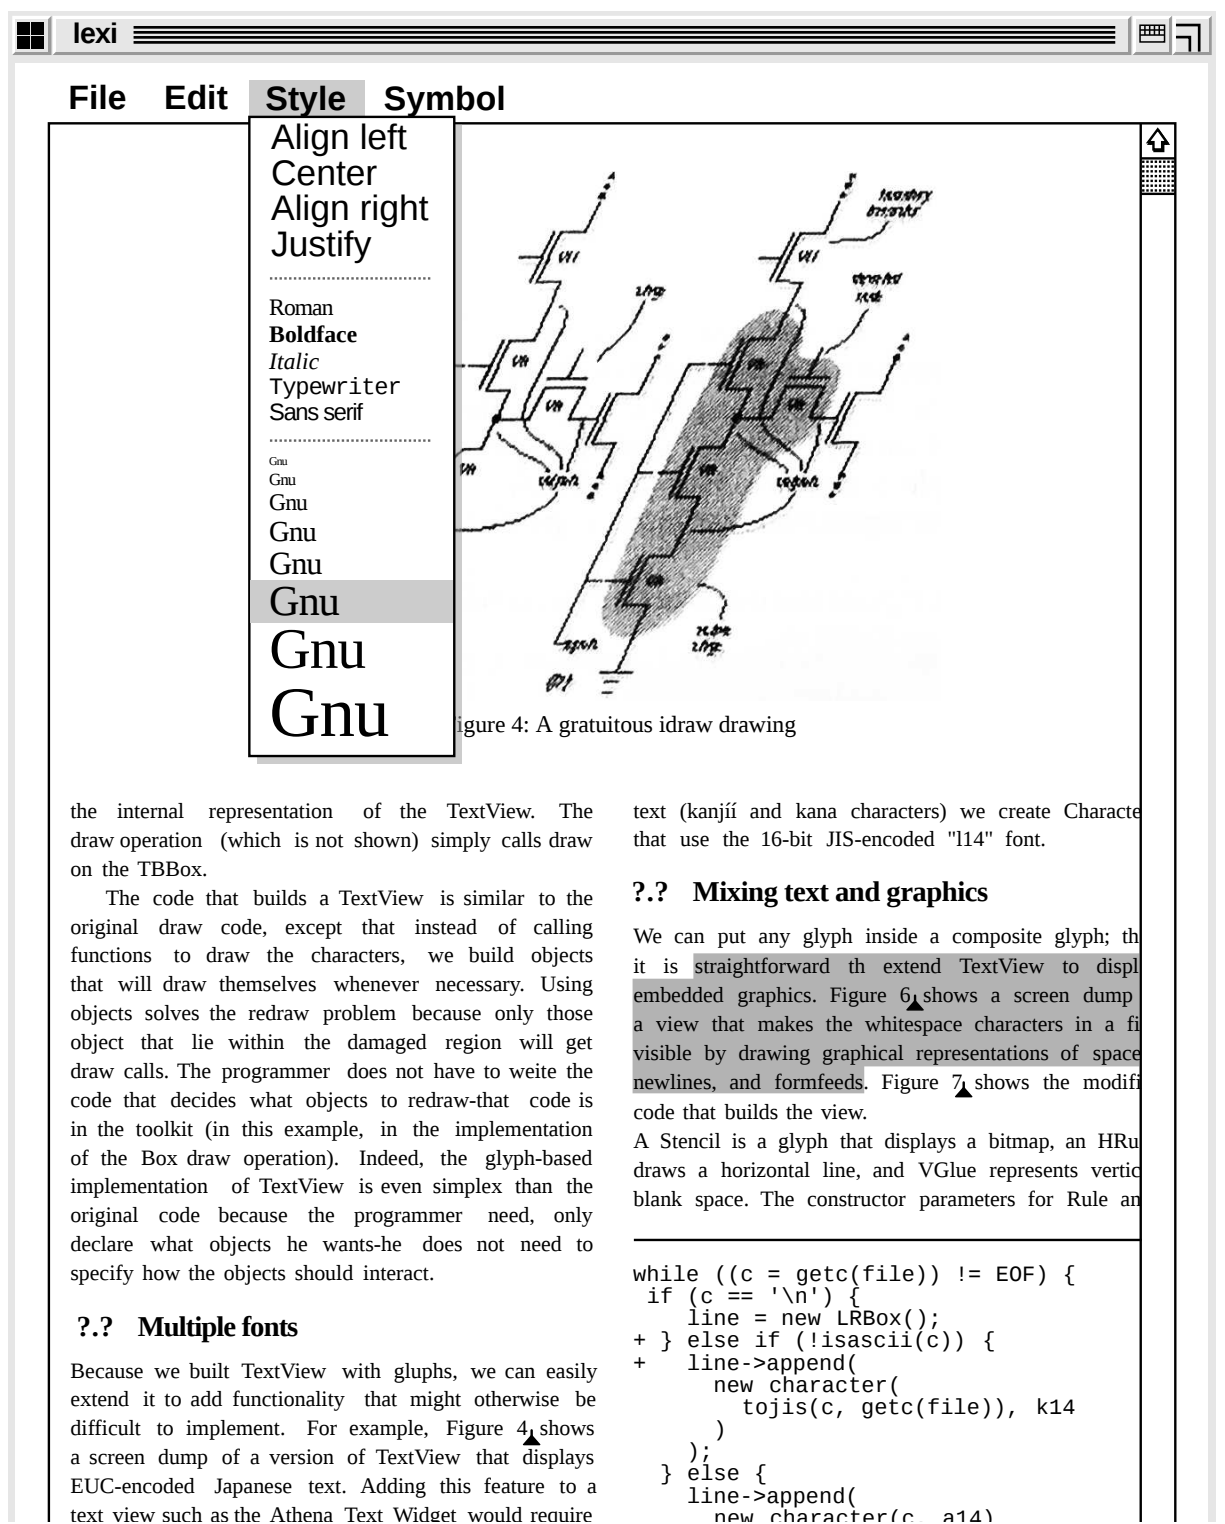 lexi
File Edit Style Symbol
Align left
Center
Align right
Justify
Roman
Boldface
Italic
Typewriter
Sans serif
Gnu
Gnu
Gnu
Gnu
Gnu
Gnu
Gnu
Gnu
igure 4: A gratuitous idraw drawing
the internal representation of the TextView. The
draw operation (which is not shown) simply calls draw
on the TBBox.
The code that builds a TextView is similar to the
original draw code, except that instead of calling
functions to draw the characters, we build objects
that will draw themselves whenever necessary. Using
objects solves the redraw problem because only those
object that lie within the damaged region will get
draw calls. The programmer does not have to weite the
code that decides what objects to redraw-that code is
in the toolkit (in this example, in the implementation
of the Box draw operation). Indeed, the glyph-based
implementation of TextView is even simplex than the
original code because the programmer need, only
declare what objects he wants-he does not need to
specify how the objects should interact.
?.? Multiple fonts
Because we built TextView with gluphs, we can easily
extend it to add functionality that might otherwise be
difficult to implement. For example, Figure 4 shows
a screen dump of a version of TextView that displays
EUC-encoded Japanese text. Adding this feature to a
text view such as the Athena Text Widget would require
text (kanjíí and kana characters) we create Characte
that use the 16-bit JIS-encoded "l14" font.
?.? Mixing text and graphics
We can put any glyph inside a composite glyph; th
it is straightforward th extend TextView to displ
embedded graphics. Figure 6 shows a screen dump
a view that makes the whitespace characters in a fi
visible by drawing graphical representations of space
newlines, and formfeeds. Figure 7 shows the modifi
code that builds the view.
A Stencil is a glyph that displays a bitmap, an HRu
draws a horizontal line, and VGlue represents vertic
blank space. The constructor parameters for Rule an
while ((c = getc(file)) != EOF) {
if (c == '\n') {
line = new LRBox();
+ } else if (!isascii(c)) {
+ line->append(
new character(
tojis(c, getc(file)), k14
)
);
} else {
line->append(
new character(c, a14)